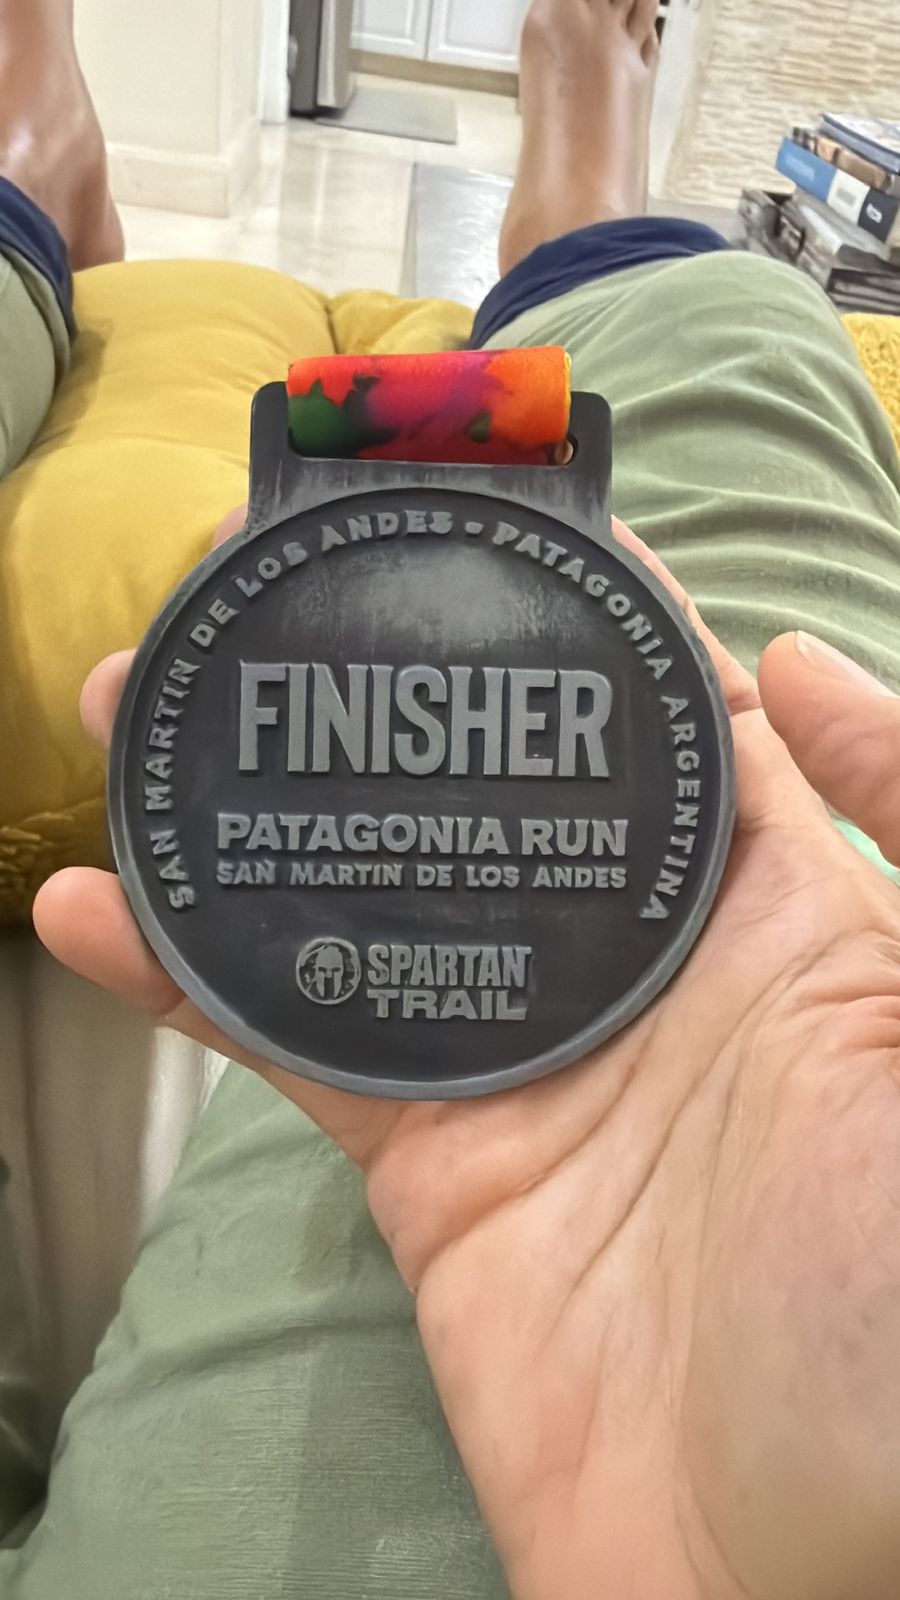 SAN MARTIN DE LOS ANDES • PATAGONIA ARGENTINA
FINISHER
PATAGONIA RUN
SAN MARTIN DE LOS ANDES
SPARTAN
TRAIL